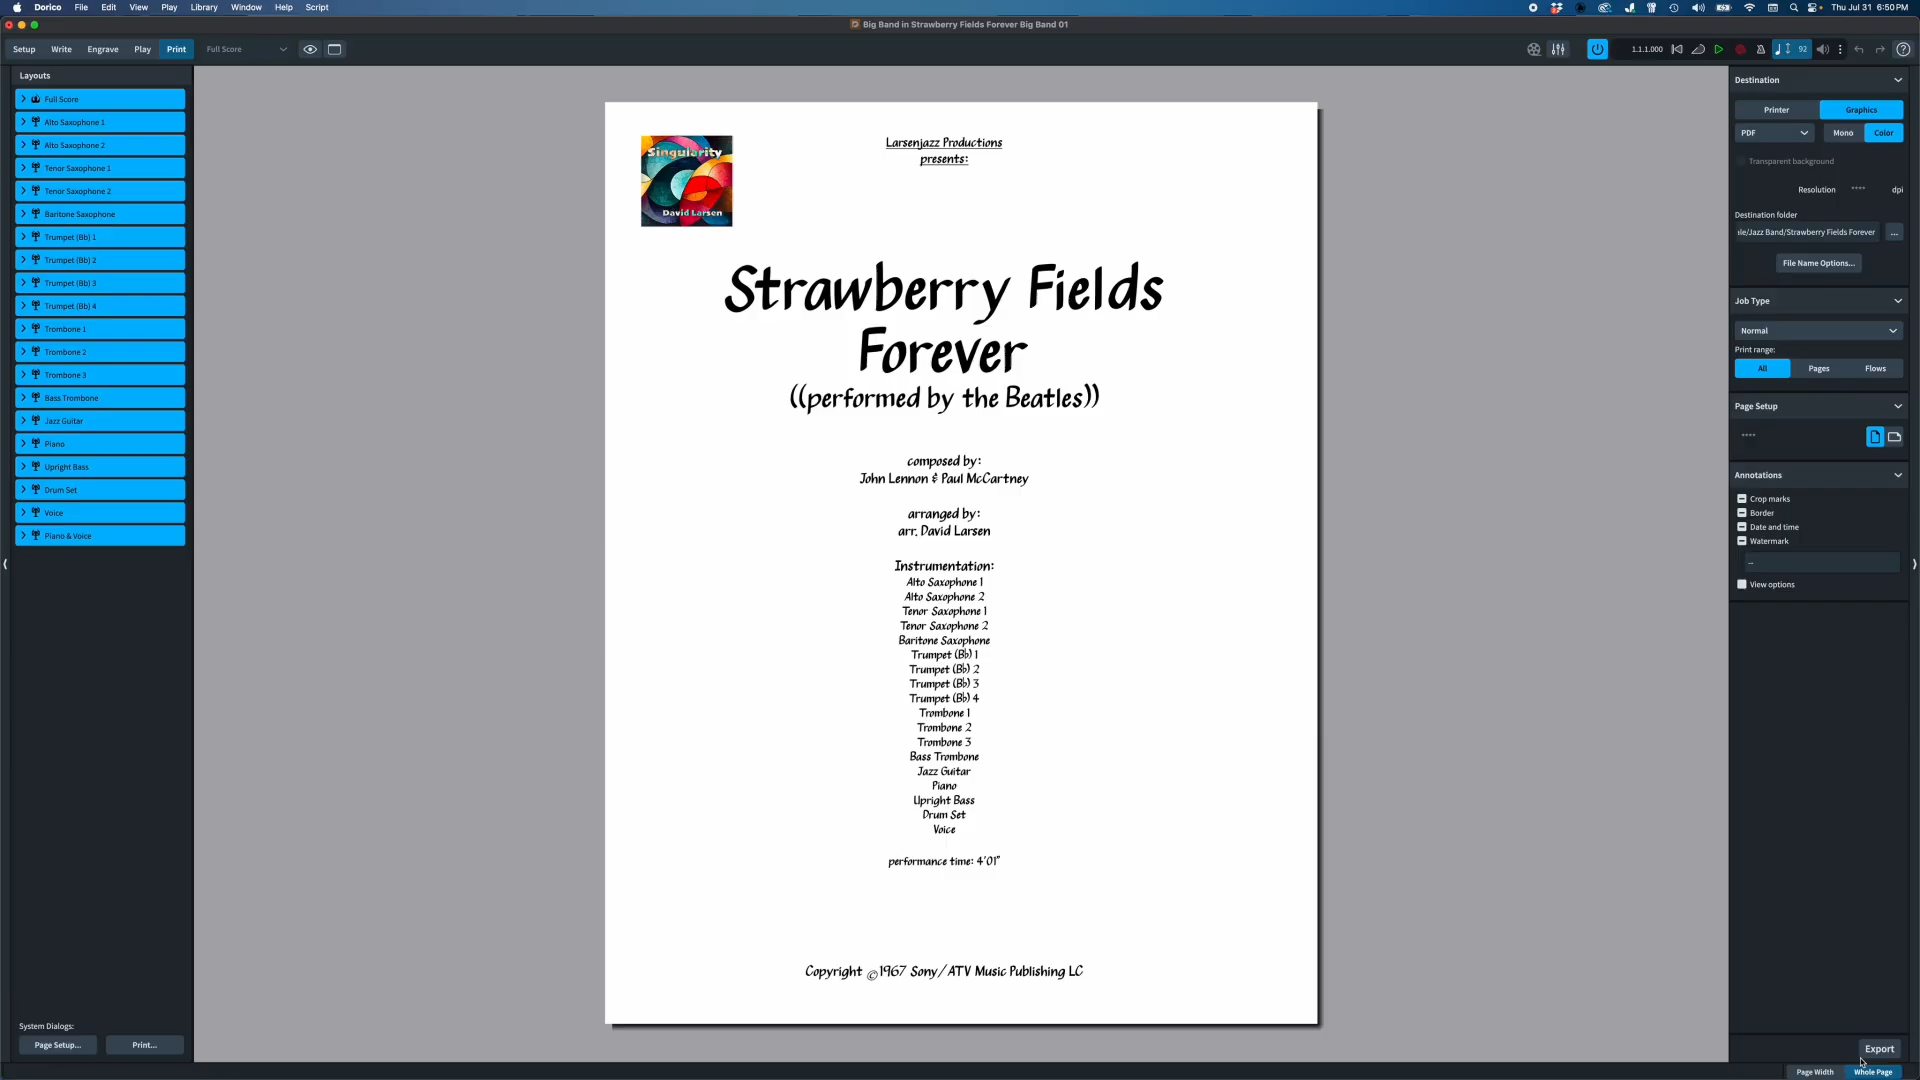 Dorico File Edit View Play Library Window Help Script
Thu Jul 31 6:50 PM
Big Band in Strawberry Fields Forever Big Band 01
Setup Write Engrave Play Print Full Score
1.1.1.000
92
Layouts
Full Score
Alto Saxophone 1
Alto Saxophone 2
Tenor Saxophone 1
Tenor Saxophone 2
Baritone Saxophone
Trumpet (Bb) 1
Trumpet (Bb) 2
Trumpet (Bb) 3
Trumpet (Bb) 4
Trombone 1
Trombone 2
Trombone 3
Bass Trombone
Jazz Guitar
Piano
Upright Bass
Drum Set
Voice
Piano & Voice
System Dialogs:
Page Setup... Print...
Singularity
David Larsen
Larsenjazz Productions
presents:
Strawberry Fields
Forever
((performed by the Beatles))
composed by:
John Lennon & Paul McCartney
arranged by:
arr. David Larsen
Instrumentation:
Alto Saxophone 1
Alto Saxophone 2
Tenor Saxophone 1
Tenor Saxophone 2
Baritone Saxophone
Trumpet (Bb) 1
Trumpet (Bb) 2
Trumpet (Bb) 3
Trumpet (Bb) 4
Trombone 1
Trombone 2
Trombone 3
Bass Trombone
Jazz Guitar
Piano
Upright Bass
Drum Set
Voice
performance time: 4'01"
Copyright ©1967 Sony/ATV Music Publishing LC
Destination
Printer Graphics
PDF Mono Color
Transparent background
Resolution **** dpi
Destination folder
ale/Jazz Band/Strawberry Fields Forever ...
File Name Options...
Job Type
Normal
Print range:
All Pages Flows
Page Setup
****
Annotations
Crop marks
Border
Date and time
Watermark
--
View options
Export
Page Width Whole Page